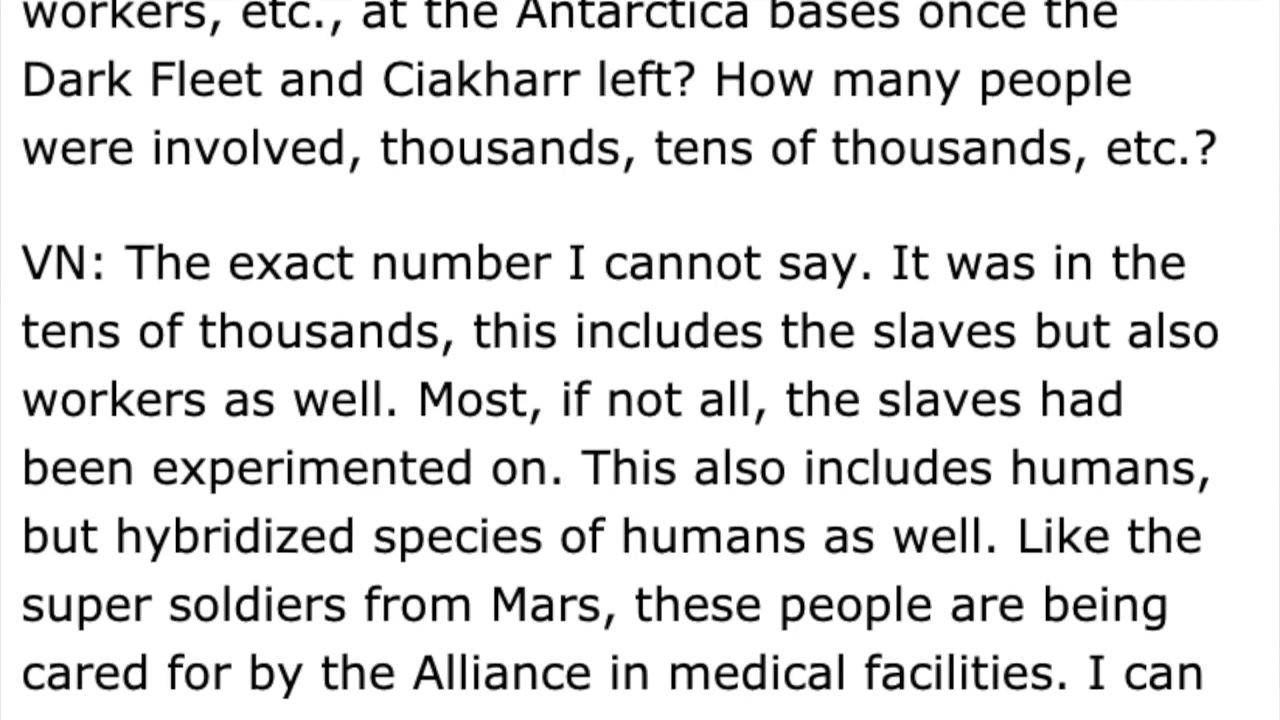 workers, etc., at the Antarctica bases once the
Dark Fleet and Ciakharr left? How many people
were involved, thousands, tens of thousands, etc.?
VN: The exact number I cannot say. It was in the
tens of thousands, this includes the slaves but also
workers as well. Most, if not all, the slaves had
been experimented on. This also includes humans,
but hybridized species of humans as well. Like the
super soldiers from Mars, these people are being
cared for by the Alliance in medical facilities. I can